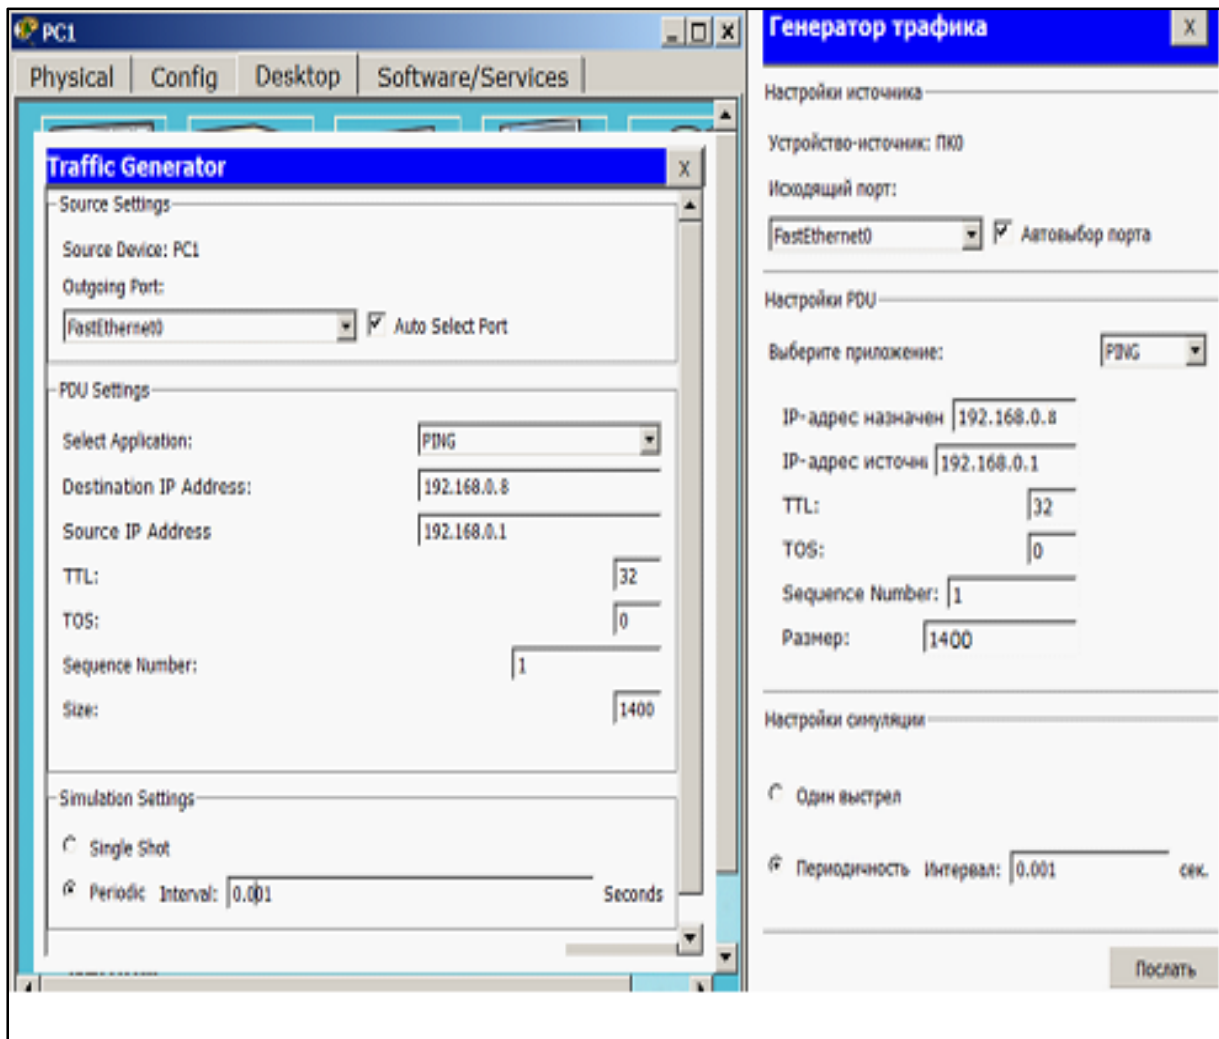 PC1
Physical Config Desktop Software/Services
Traffic Generator X
Source Settings
Source Device: PC1
Outgoing Port:
FastEthernet0 Auto Select Port
PDU Settings
Select Application: PING
Destination IP Address: 192.168.0.8
Source IP Address 192.168.0.1
TTL: 32
TOS: 0
Sequence Number: 1
Size: 1400
Simulation Settings
Single Shot
Periodic Interval: 0.001 Seconds
Генератор трафика X
Настройки источника
Устройство-источник: ПК0
Исходящий порт:
FastEthernet0 Автовыбор порта
Настройки PDU
Выберите приложение: PING
IP-адрес назначен 192.168.0.8
IP-адрес источни 192.168.0.1
TTL: 32
TOS: 0
Sequence Number: 1
Размер: 1400
Настройки симуляции
Один выстрел
Периодичность Интервал: 0.001 сек.
Послать